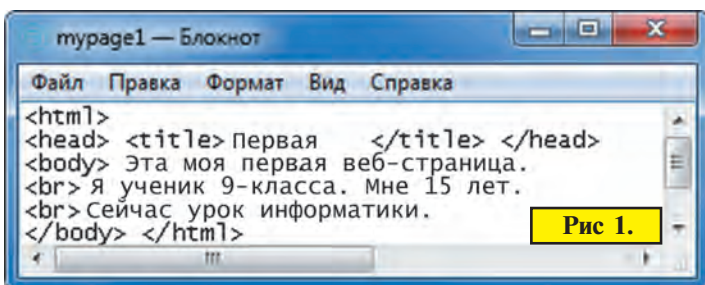 mypage1 — Блокнот
Файл Правка Формат Вид Справка
<html>
<head> <title> Первая </title> </head>
<body> Эта моя первая веб-страница.
<br> Я ученик 9-класса. Мне 15 лет.
<br> Сейчас урок информатики.
</body> </html>
Рис 1.